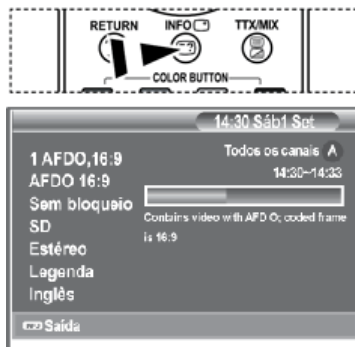 RETURN INFO TTX/MIX
COLOR BUTTON
14:30 Sáb1 Set
Todos os canais A
14:30~14:33
1 AFDO,16:9
AFDO 16:9
Sem bloqueio
SD
Estéreo
Legenda
Inglês
Contains video with AFD O; coded frame
is 16:9
Saída